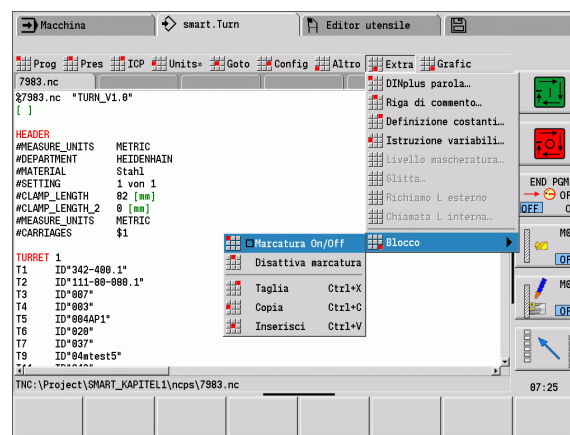 Macchina smart.Turn Editor utensile
Prog Pres ICP Units» Goto Config Altro Extra Grafic
7983.nc
%7983.nc "TURN_V1.0"
[ ]
HEADER
#MEASURE_UNITS METRIC
#DEPARTMENT HEIDENHAIN
#MATERIAL Stahl
#SETTING 1 von 1
#CLAMP_LENGTH 82 [mm]
#CLAMP_LENGTH_2 0 [mm]
#MEASURE_UNITS METRIC
#CARRIAGES $1
TURRET 1
T1 ID"342-400.1"
T2 ID"111-80-080.1"
T3 ID"007"
T4 ID"003"
T5 ID"004AP1"
T6 ID"020"
T7 ID"037"
T9 ID"04mtest5"
TNC:\Project\SMART_KAPITEL1\ncps\7983.nc
DINplus parola…
Riga di commento…
Definizione costanti…
Istruzione variabili…
Livello mascheratura…
Slitta…
Richiamo L esterno
Chiamata L interna…
Blocco
Marcatura On/Off
Disattiva marcatura
Taglia Ctrl+X
Copia Ctrl+C
Inserisci Ctrl+V
END PGM
OFF
07:25